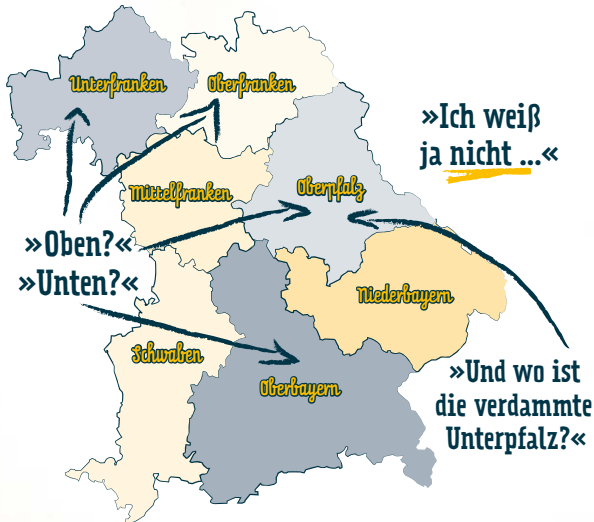 Unterfranken
Oberfranken
»Ich weiß
ja nicht ...«
Mittelfranken
Oberpfalz
»Oben?«
»Unten?«
Niederbayern
Schwaben
Oberbayern
»Und wo ist
die verdammte
Unterpfalz?«